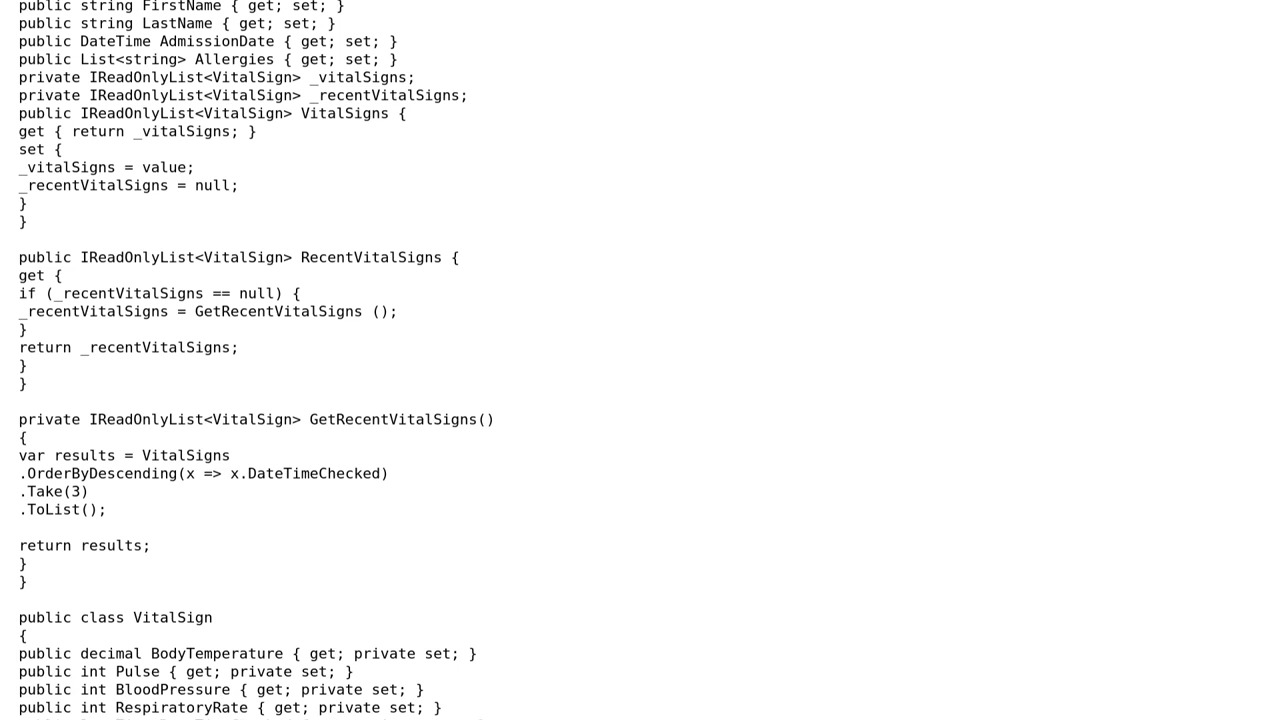 public string FirstName { get; set; }
public string LastName { get; set; }
public DateTime AdmissionDate { get; set; }
public List<string> Allergies { get; set; }
private IReadOnlyList<VitalSign> _vitalSigns;
private IReadOnlyList<VitalSign> _recentVitalSigns;
public IReadOnlyList<VitalSign> VitalSigns {
get { return _vitalSigns; }
set {
_vitalSigns = value;
_recentVitalSigns = null;
}
}
public IReadOnlyList<VitalSign> RecentVitalSigns {
get {
if (_recentVitalSigns == null) {
_recentVitalSigns = GetRecentVitalSigns ();
}
return _recentVitalSigns;
}
}
private IReadOnlyList<VitalSign> GetRecentVitalSigns()
{
var results = VitalSigns
.OrderByDescending(x => x.DateTimeChecked)
.Take(3)
.ToList();
return results;
}
}
public class VitalSign
{
public decimal BodyTemperature { get; private set; }
public int Pulse { get; private set; }
public int BloodPressure { get; private set; }
public int RespiratoryRate { get; private set; }